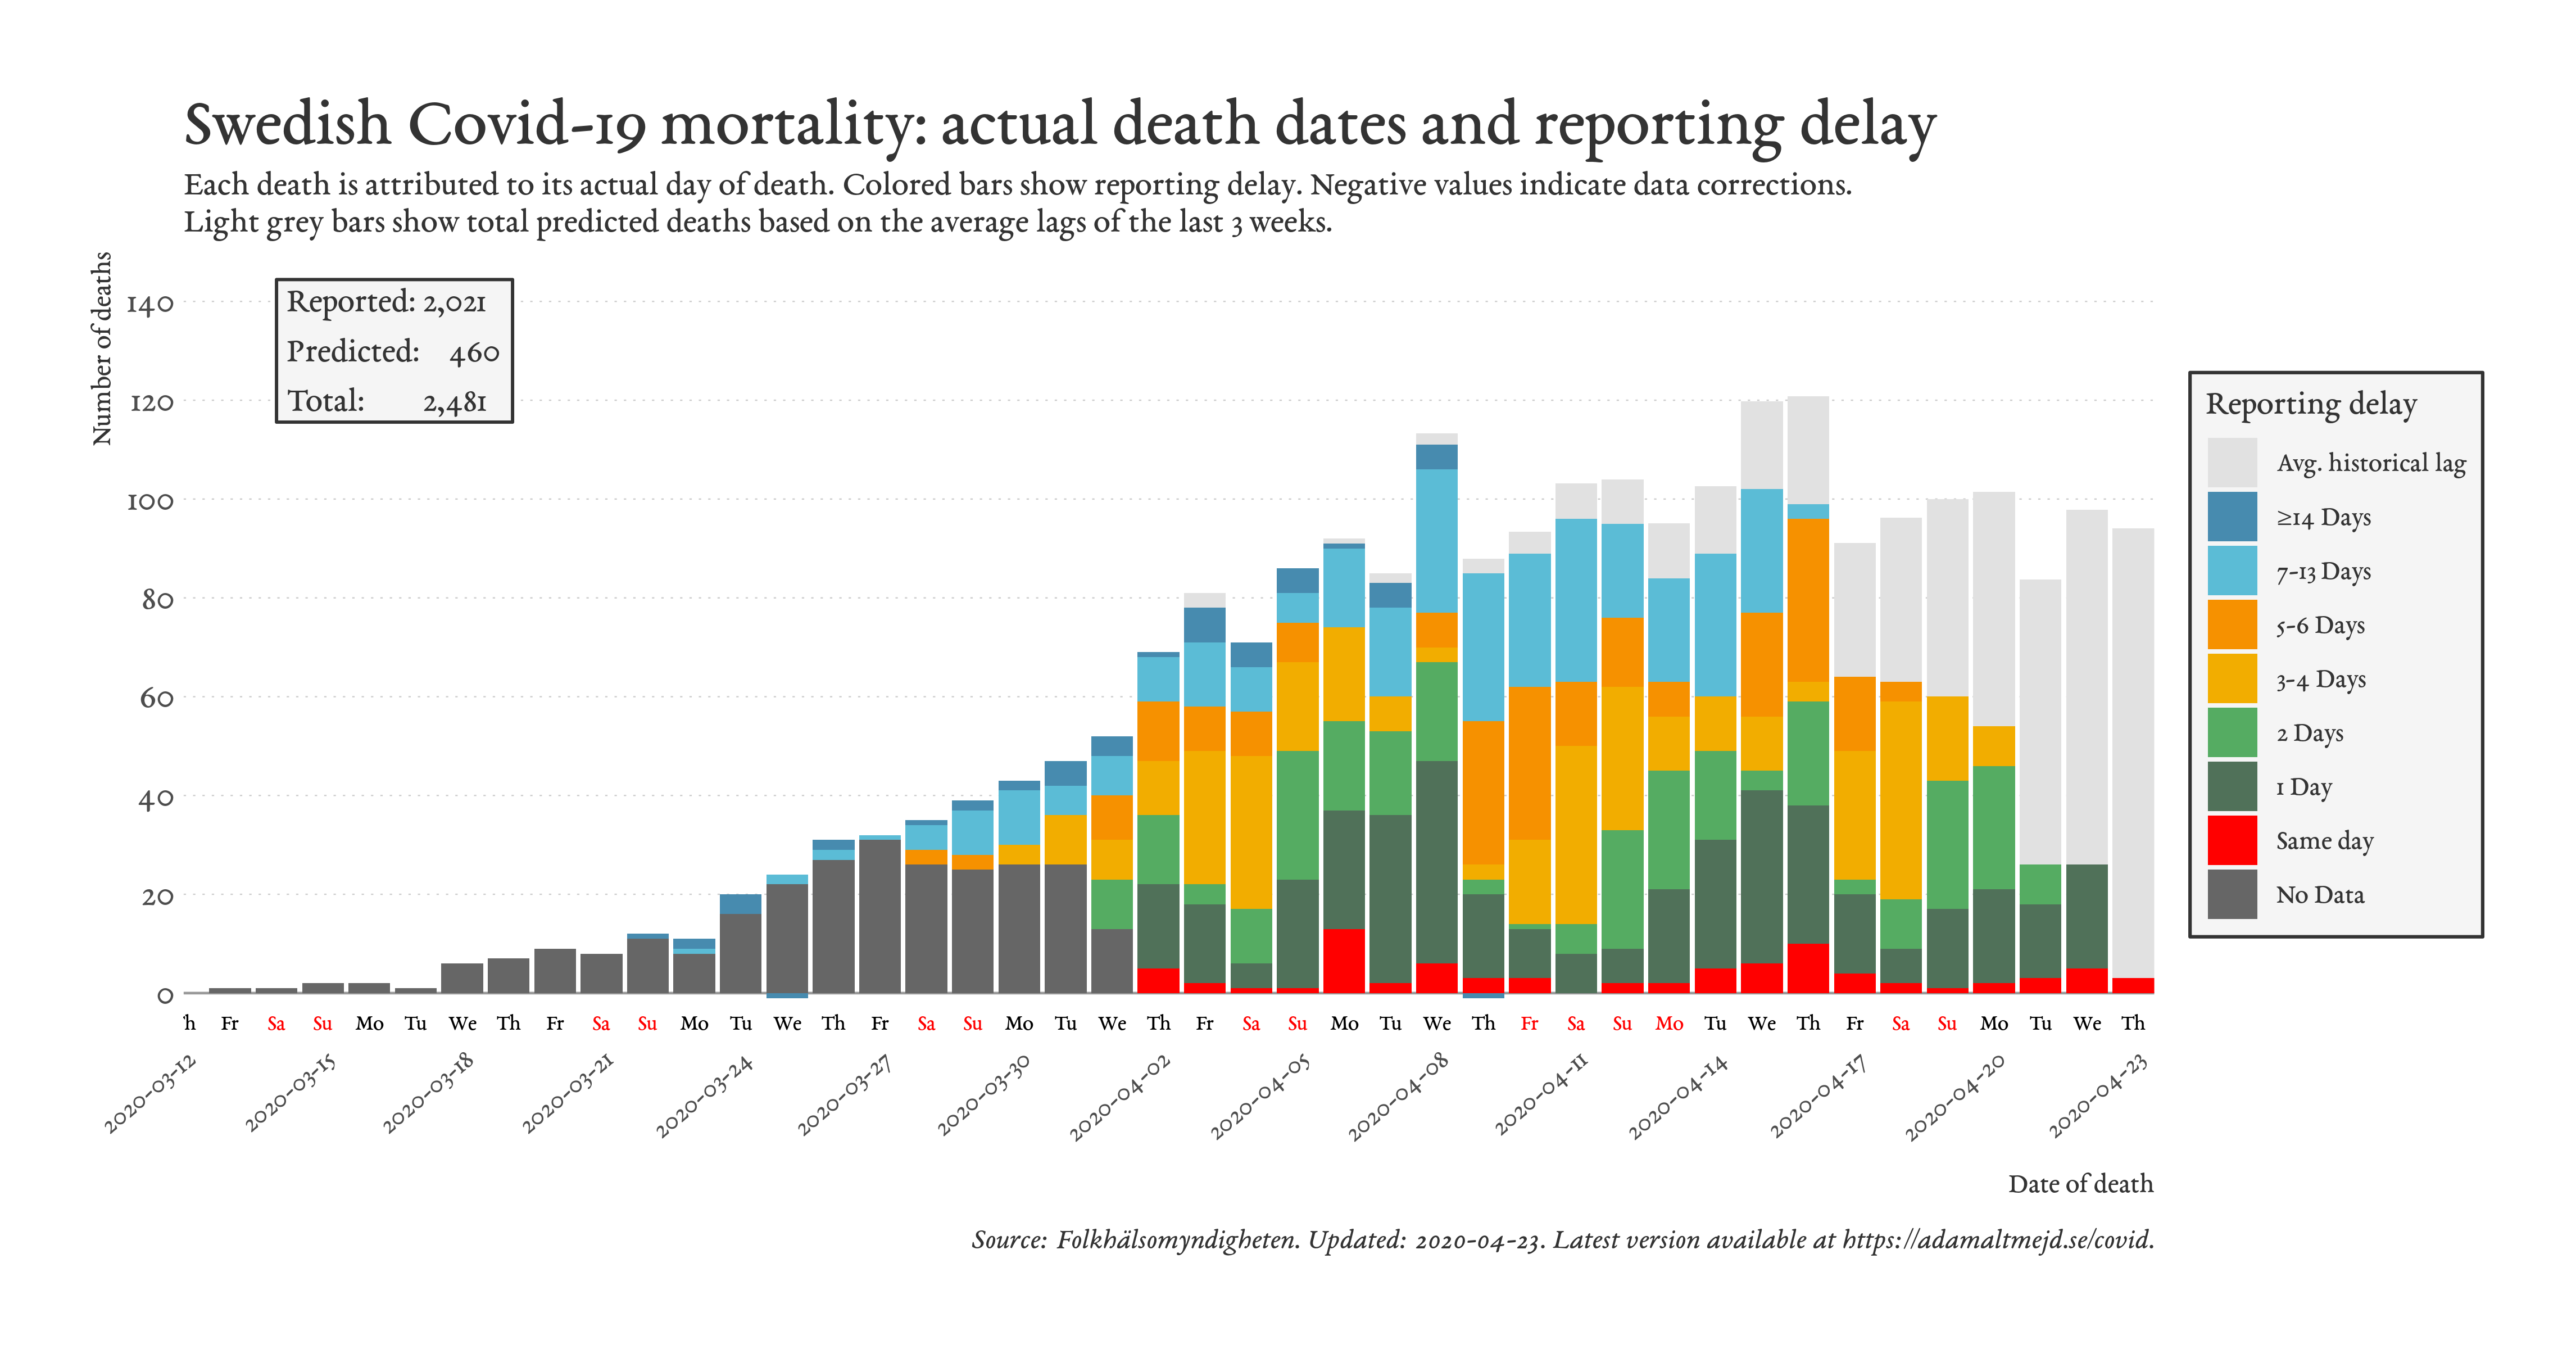 Swedish Covid-19 mortality: actual death dates and reporting delay
Each death is attributed to its actual day of death. Colored bars show reporting delay. Negative values indicate data corrections.
Light grey bars show total predicted deaths based on the average lags of the last 3 weeks.
Number of deaths
Reported: 2,021
Predicted: 460
Total: 2,481
140
120
100
80
60
40
20
0
Reporting delay
Avg. historical lag
≥14 Days
7-13 Days
5-6 Days
3-4 Days
2 Days
1 Day
Same day
No Data
h Fr Sa Su Mo Tu We Th Fr Sa Su Mo Tu We Th Fr Sa Su Mo Tu We Th Fr Sa Su Mo Tu We Th Fr Sa Su Mo Tu We Th Fr Sa Su Mo Tu We Th
2020-03-12 2020-03-15 2020-03-18 2020-03-21 2020-03-24 2020-03-27 2020-03-30 2020-04-02 2020-04-05 2020-04-08 2020-04-11 2020-04-14 2020-04-17 2020-04-20 2020-04-23
Date of death
Source: Folkhälsomyndigheten. Updated: 2020-04-23. Latest version available at https://adamaltmejd.se/covid.